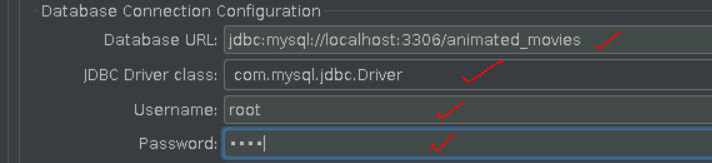 Database Connection Configuration
Database URL: jdbc:mysql://localhost:3306/animated_movies
JDBC Driver class: com.mysql.jdbc.Driver
Username: root
Password: ••••